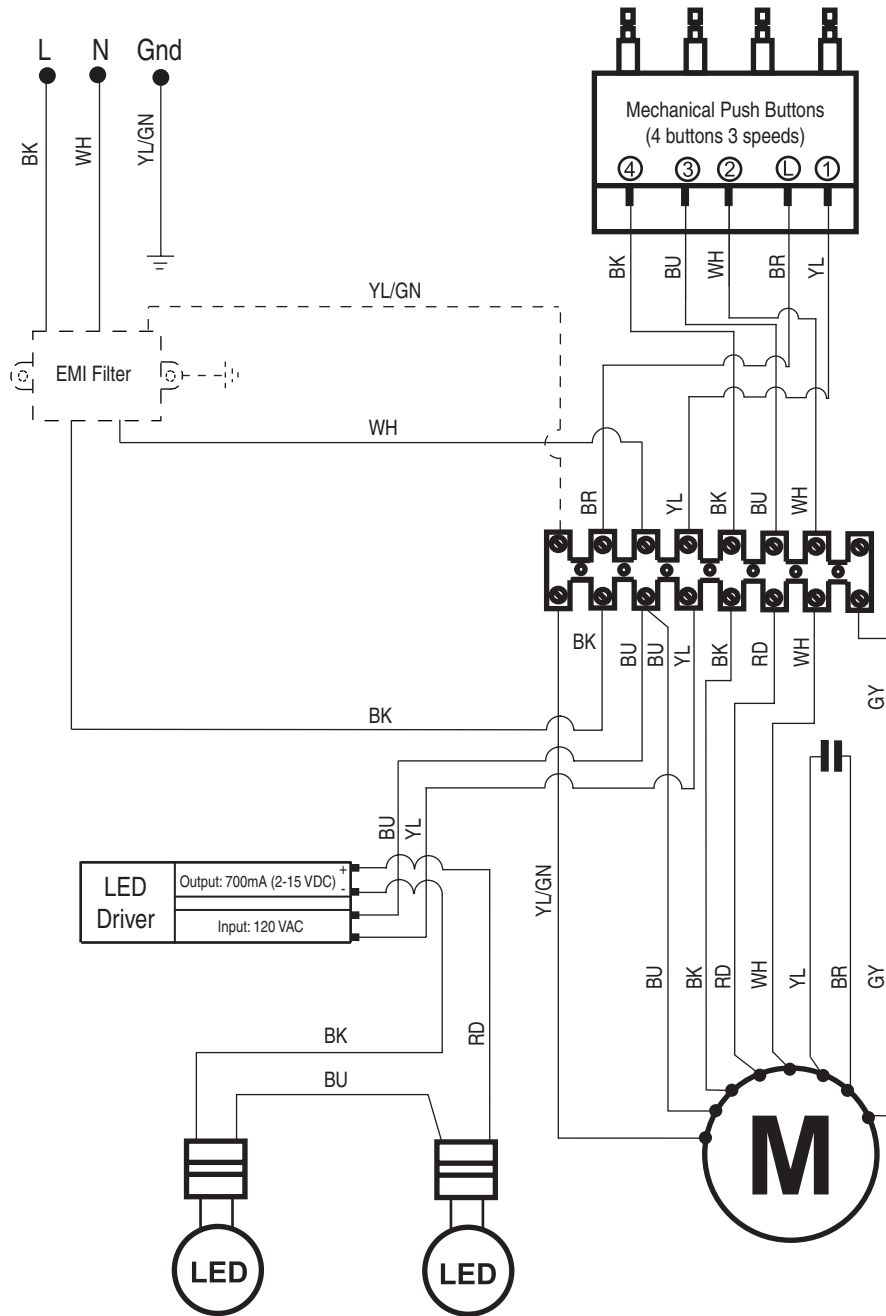 L N Gnd
BK WH YL/GN
Mechanical Push Buttons
(4 buttons 3 speeds)
4 3 2 L 1
BK BU WH BR YL
YL/GN
EMI Filter
WH
BR YL BK BU WH
BK BU BU YL BK RD WH GY
BK
BU YL
LED
Driver
Output: 700mA (2-15 VDC)
+
-
Input: 120 VAC
YL/GN
BU BK RD WH YL BR GY
BK
RD
BU
M
LED
LED